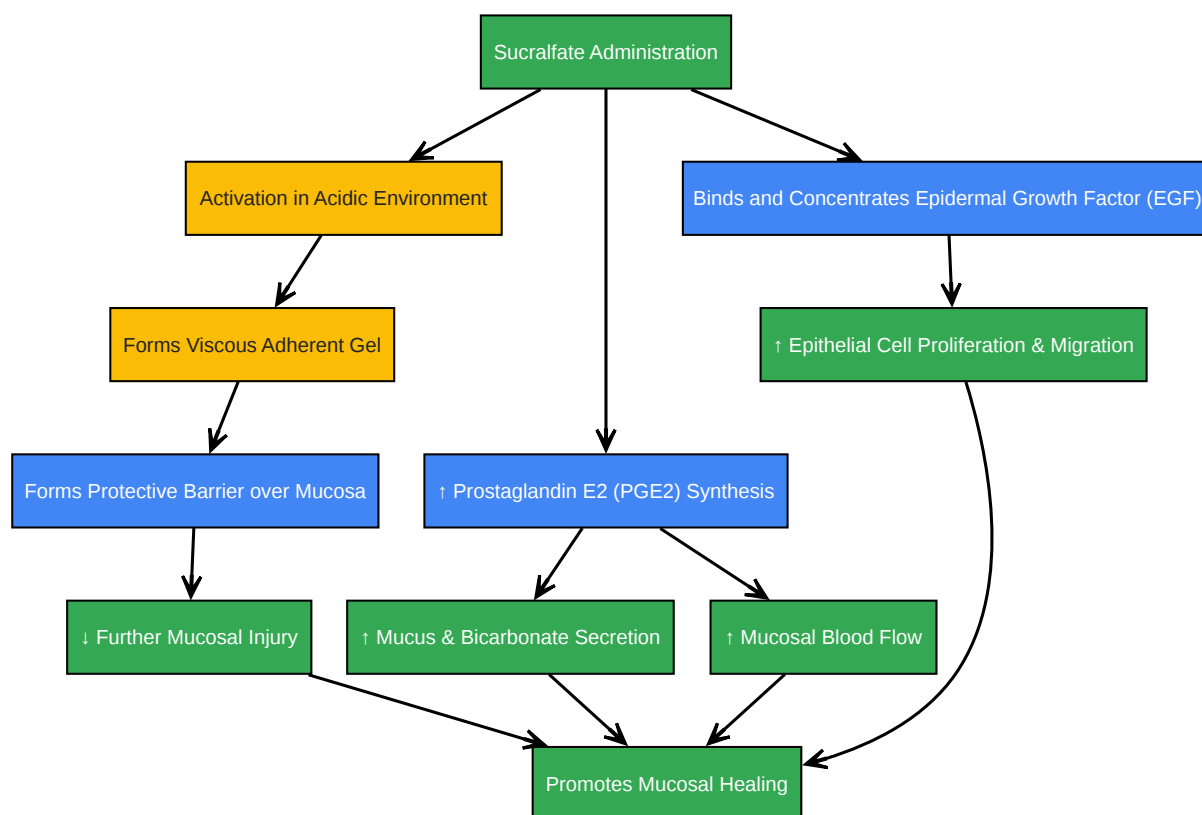 Sucralfate Administration
Activation in Acidic Environment
Binds and Concentrates Epidermal Growth Factor (EGF)
Forms Viscous Adherent Gel
↑ Epithelial Cell Proliferation & Migration
Forms Protective Barrier over Mucosa
↑ Prostaglandin E2 (PGE2) Synthesis
↓ Further Mucosal Injury
↑ Mucus & Bicarbonate Secretion
↑ Mucosal Blood Flow
Promotes Mucosal Healing